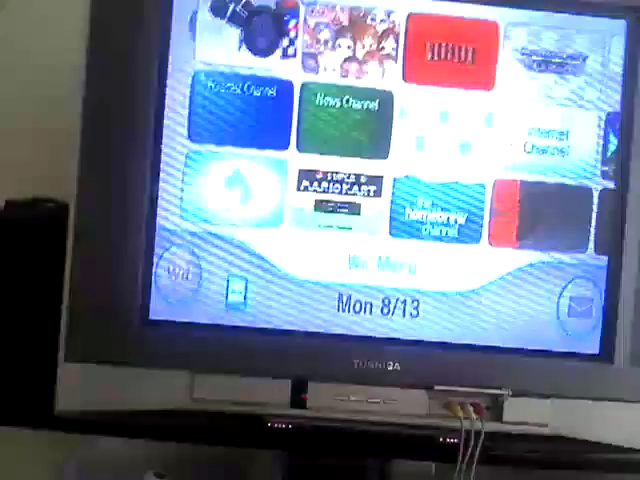 NETFLIX
Forecast Channel
News Channel
Internet
Channel
SUPER
MARIO KART
the
homebrew
channel
Wii
Wii Menu
Mon 8/13
TOSHIBA